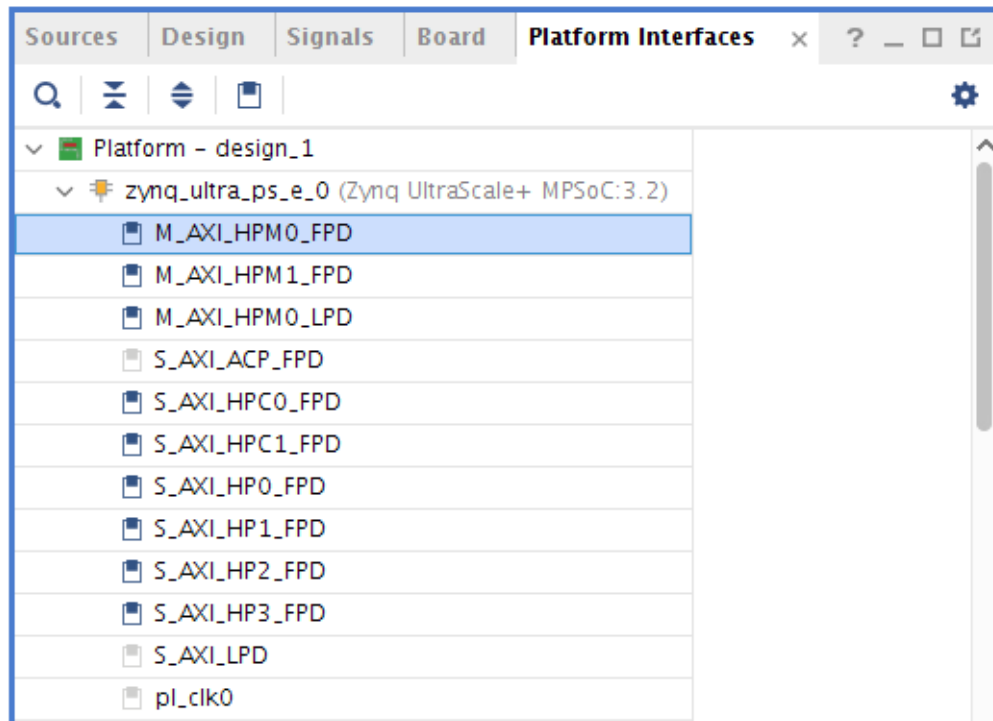 Sources Design Signals Board Platform Interfaces × ?
Platform - design_1
zynq_ultra_ps_e_0 (Zynq UltraScale+ MPSoC:3.2)
M_AXI_HPM0_FPD
M_AXI_HPM1_FPD
M_AXI_HPM0_LPD
S_AXI_ACP_FPD
S_AXI_HPC0_FPD
S_AXI_HPC1_FPD
S_AXI_HP0_FPD
S_AXI_HP1_FPD
S_AXI_HP2_FPD
S_AXI_HP3_FPD
S_AXI_LPD
pl_clk0